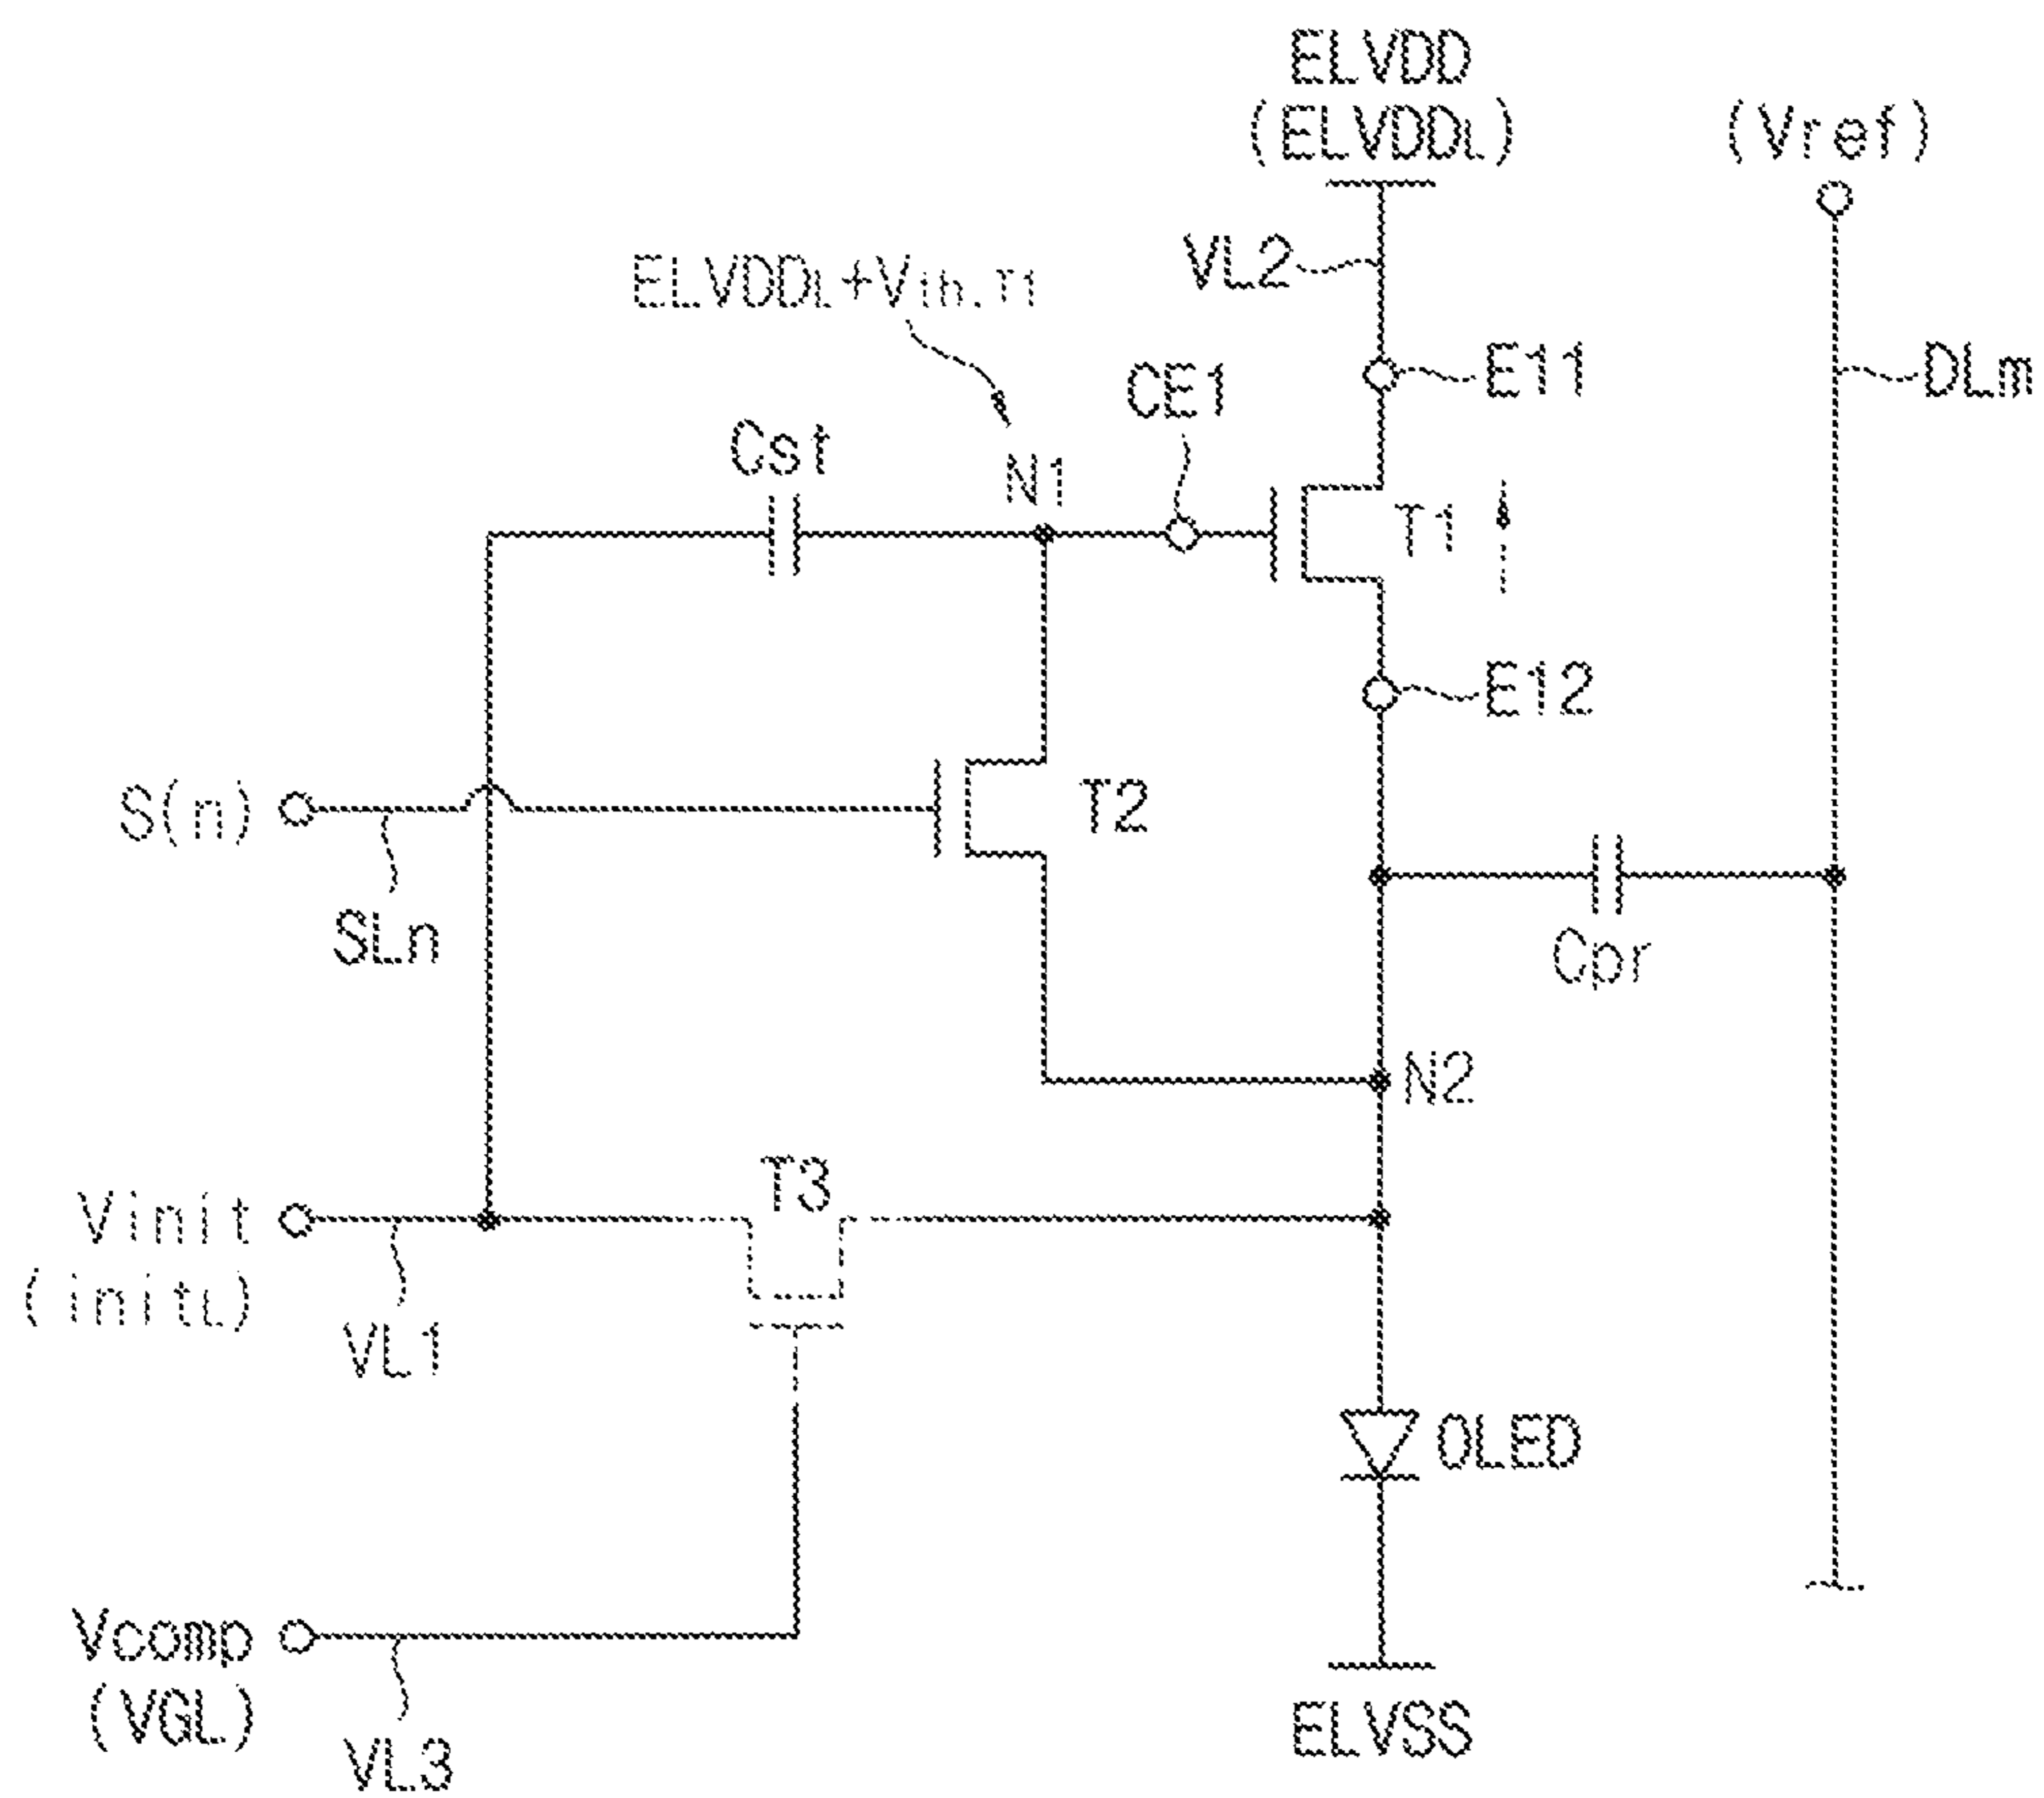 ELVDD
(ELVDDL)
(Vref)
VL2
ELVDDL+Vth.T1
E11
DLm
CE1
Cst
N1
T1
E12
S(n)
T2
SLn
Cpr
N2
T3
Vinit
(initL)
VL1
OLED
Vcomp
(VGL)
VL3
ELVSS